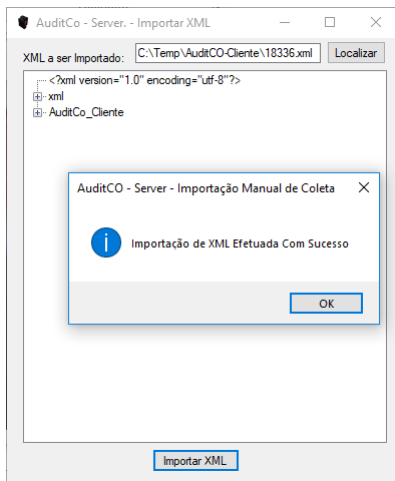 AuditCo - Server. - Importar XML
XML a ser Importado: C:\Temp\AuditCO-Cliente\18336.xml Localizar
<?xml version="1.0" encoding="utf-8"?>
xml
AuditCo_Cliente
AuditCO - Server - Importação Manual de Coleta
Importação de XML Efetuada Com Sucesso
OK
Importar XML